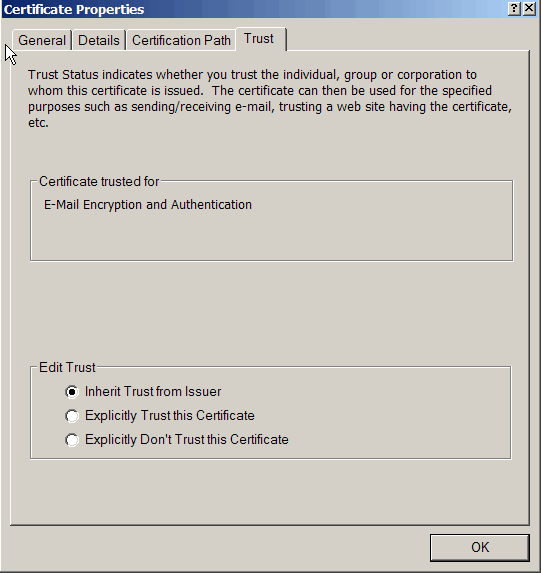 Certificate Properties
General
Details
Certification Path
Trust
Trust Status indicates whether you trust the individual, group or corporation to
whom this certificate is issued.  The certificate can then be used for the specified
purposes such as sending/receiving e-mail, trusting a web site having the certificate,
etc.
Certificate trusted for
E-Mail Encryption and Authentication
Edit Trust
Inherit Trust from Issuer
Explicitly Trust this Certificate
Explicitly Don't Trust this Certificate
OK